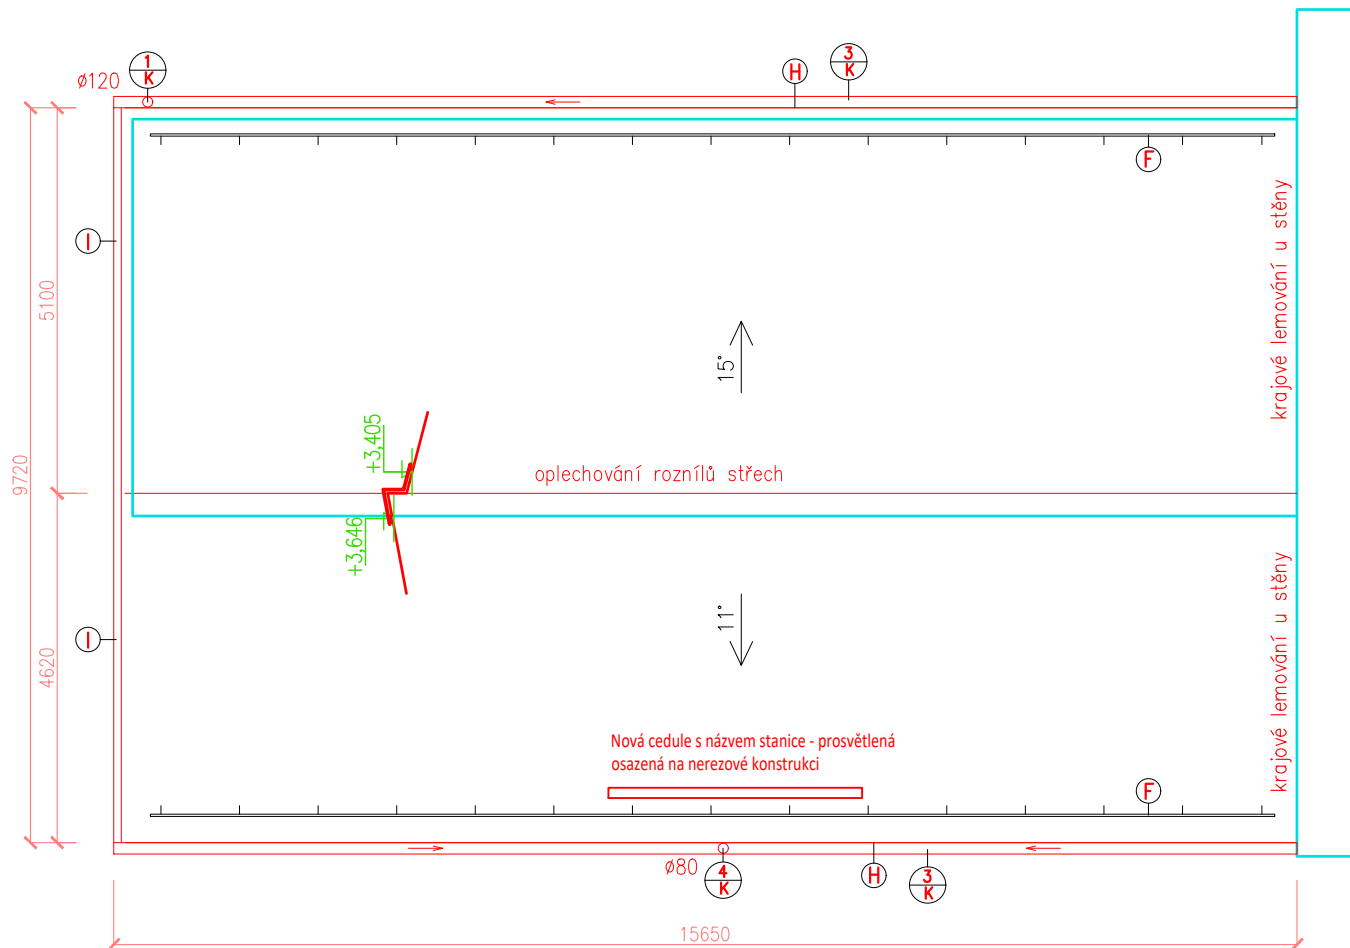 1
K
3
K
H
ø120
F
I
krajové lemování u stěny
5100
15°
+3,405
9720
oplechování roznílů střech
+3,646
11°
krajové lemování u stěny
I
4620
Nová cedule s názvem stanice - prosvětlená
osazená na nerezové konstrukci
F
ø80
4
K
H
3
K
15650